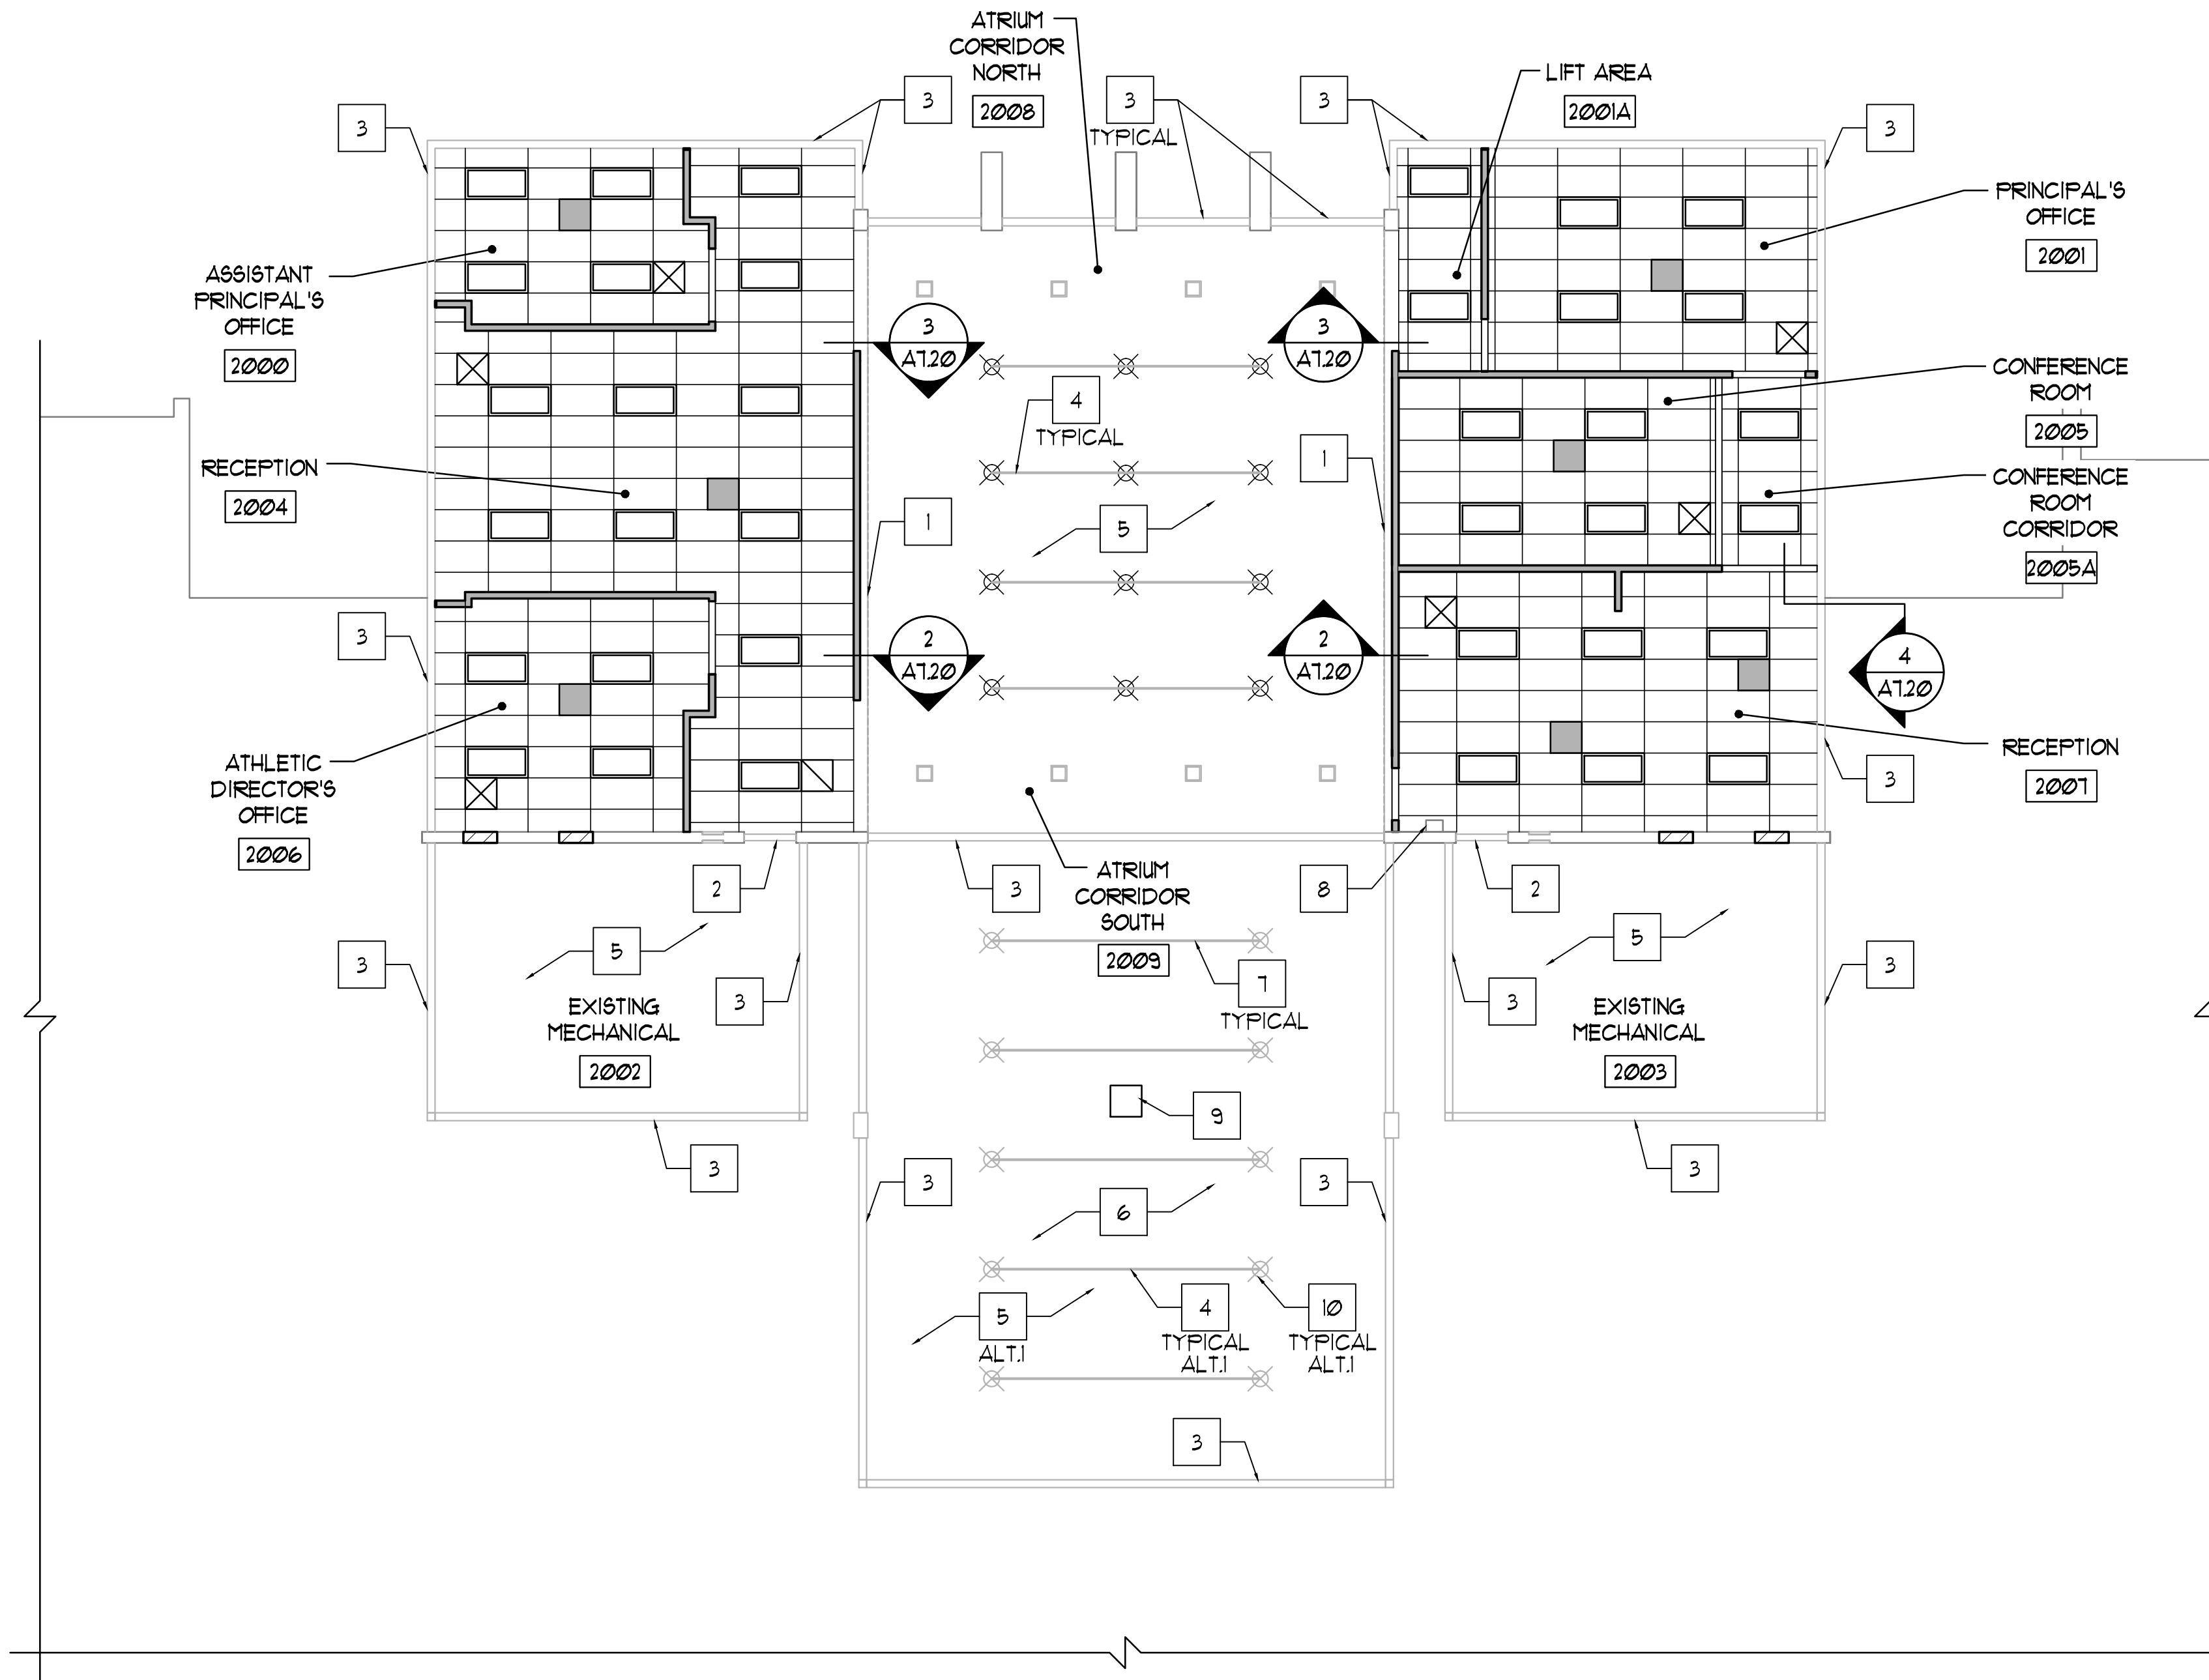 ATRIUM
CORRIDOR
NORTH
2008
3
3
TYPICAL
3
LIFT AREA
2001A
3
3
PRINCIPAL'S
OFFICE
2001
ASSISTANT
PRINCIPAL'S
OFFICE
2000
3
A7.20
3
A7.20
4
TYPICAL
CONFERENCE
ROOM
2005
RECEPTION
2004
1
1
5
CONFERENCE
ROOM
CORRIDOR
2005A
3
2
A7.20
2
A7.20
4
A7.20
ATHLETIC
DIRECTOR'S
OFFICE
2006
RECEPTION
2007
3
2
3
ATRIUM
CORRIDOR
SOUTH
2009
8
2
3
5
3
EXISTING
MECHANICAL
2002
7
TYPICAL
3
5
3
EXISTING
MECHANICAL
2003
9
3
3
3
3
6
5
ALT.1
4
TYPICAL
ALT.1
10
TYPICAL
ALT.1
3